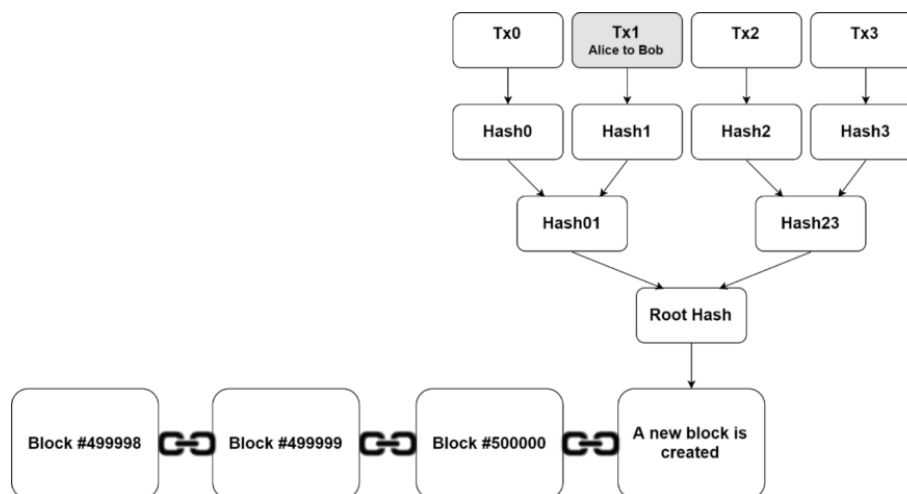 Tx0
Tx1
Alice to Bob
Tx2
Tx3
Hash0
Hash1
Hash2
Hash3
Hash01
Hash23
Root Hash
Block #499998
Block #499999
Block #500000
A new block is
created